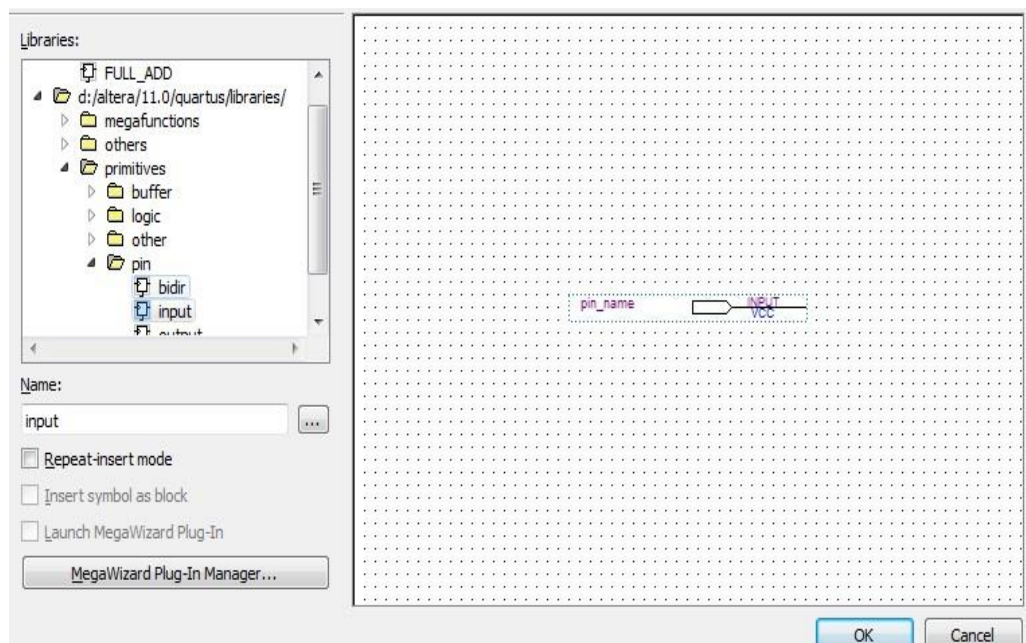 Libraries:
FULL_ADD
d:/altera/11.0/quartus/libraries/
megafunctions
others
primitives
buffer
logic
other
pin
bidir
input
output
Name:
input
...
Repeat-insert mode
Insert symbol as block
Launch MegaWizard Plug-In
MegaWizard Plug-In Manager...
pin_name
INPUT
VCC
OK
Cancel